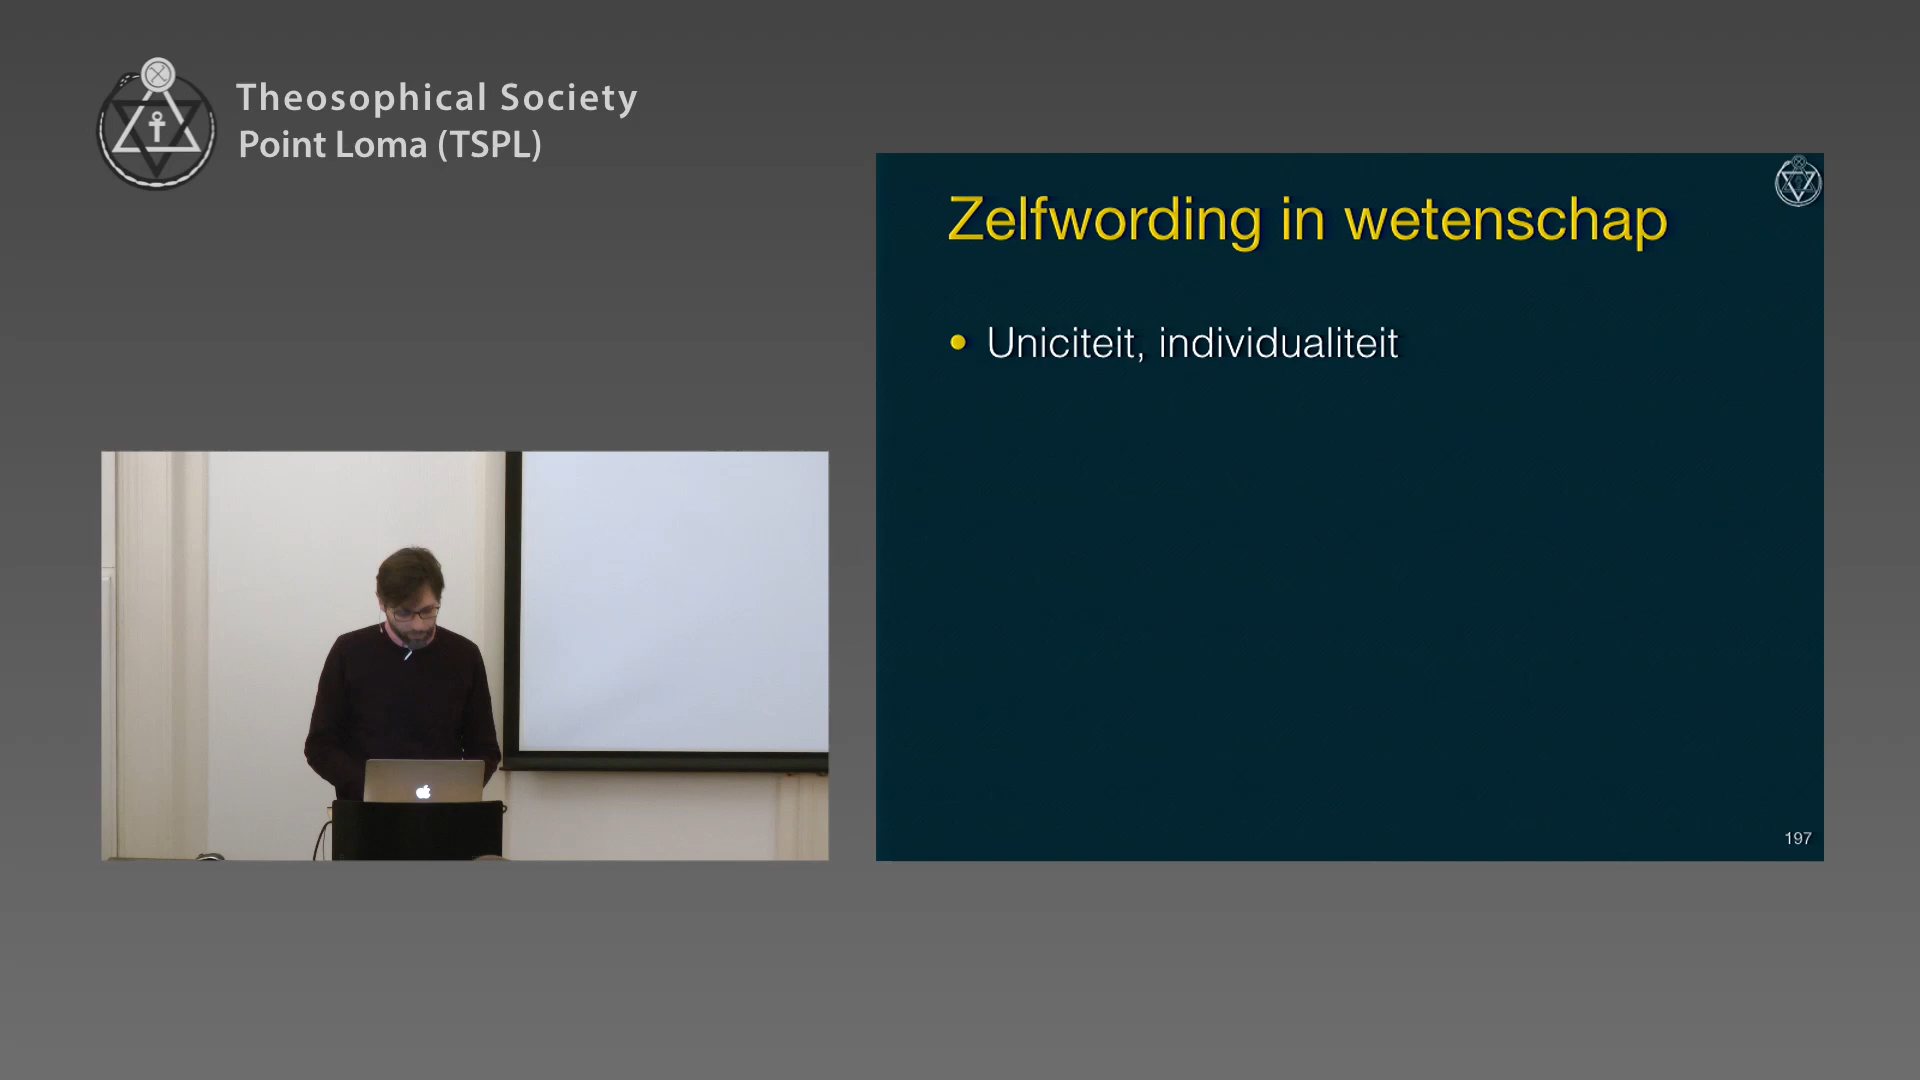 Theosophical Society
Point Loma (TSPL)
Zelfwording in wetenschap
• Uniciteit, individualiteit
197